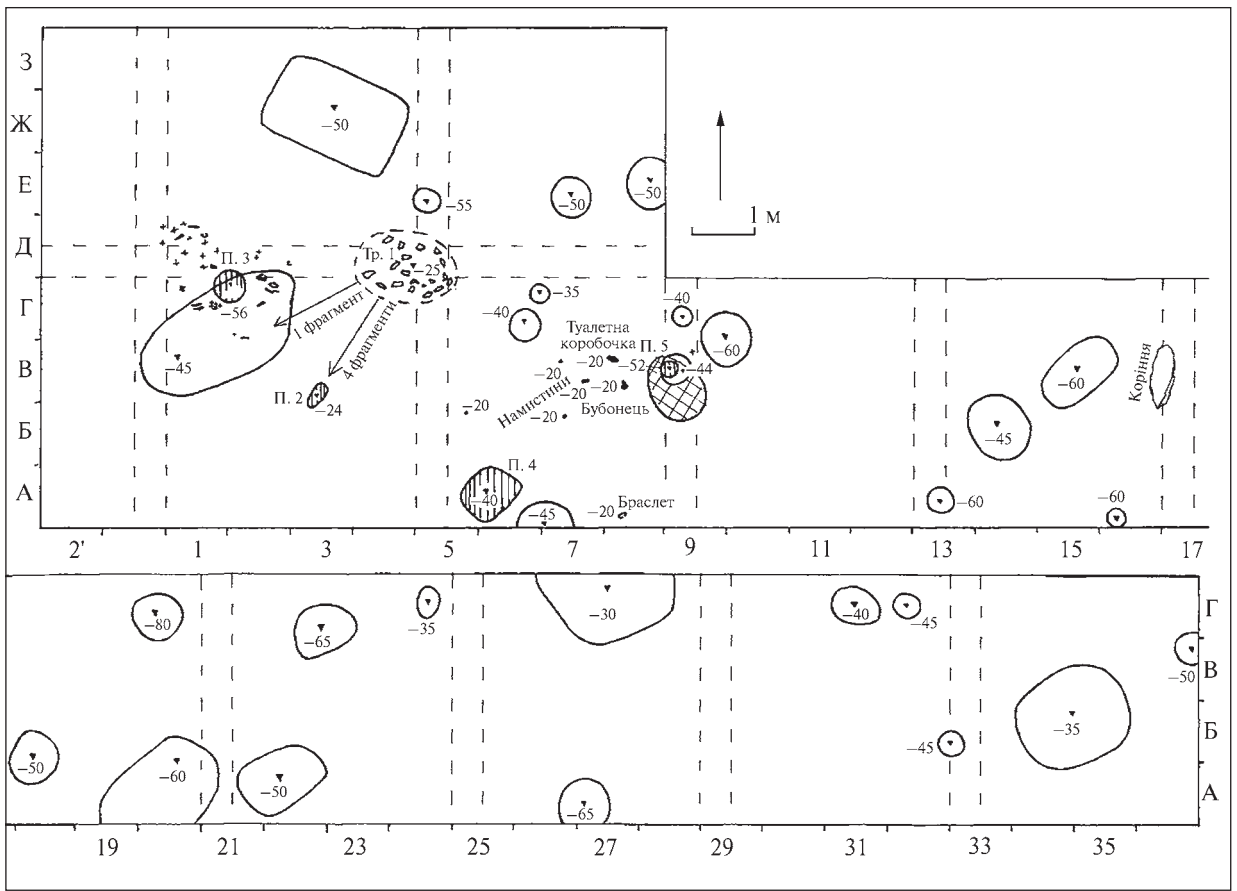 З
Ж
Е
Д
Г
В
Б
А
–50
–55
–50
–50
1 м
Тр. 1
–25
П. 3
–56
–45
1 фрагмент
4 фрагменти
П. 2
–24
–35
–40
–40
Туалетна
коробочка
П. 5
–60
–20
–52
–44
–20
–20
–20
Намистини
Бубонець
–20
–20
–60
Коріння
–45
П. 4
–40
–45
Браслет
–20
–60
–60
2'
1
3
5
7
9
11
13
15
17
–80
–65
–35
–30
–40
–45
Г
В
–50
Б
–35
–45
–50
–60
–50
–65
А
19
21
23
25
27
29
31
33
35